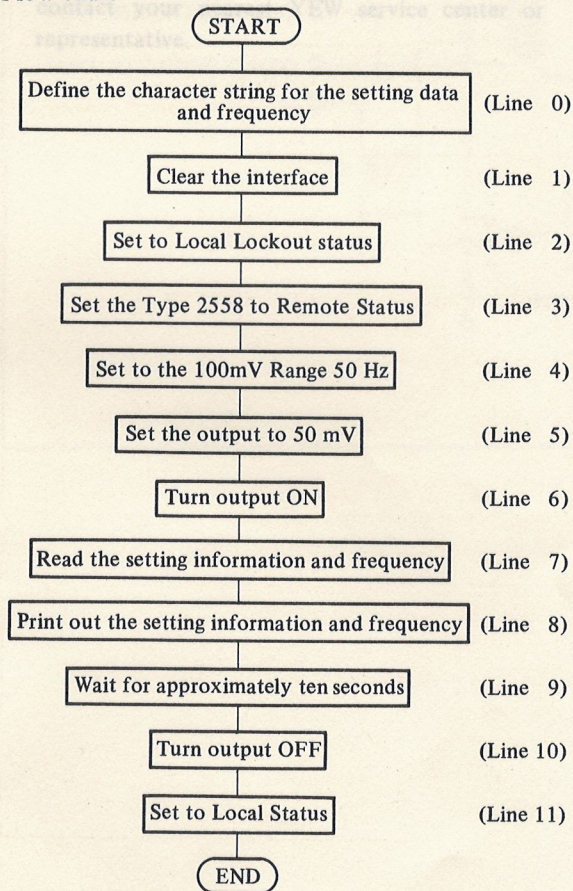 contact your nearest YEW service center or
representative.
START
Define the character string for the setting data
and frequency (Line 0)
Clear the interface (Line 1)
Set to Local Lockout status (Line 2)
Set the Type 2558 to Remote Status (Line 3)
Set to the 100mV Range 50 Hz (Line 4)
Set the output to 50 mV (Line 5)
Turn output ON (Line 6)
Read the setting information and frequency (Line 7)
Print out the setting information and frequency (Line 8)
Wait for approximately ten seconds (Line 9)
Turn output OFF (Line 10)
Set to Local Status (Line 11)
END